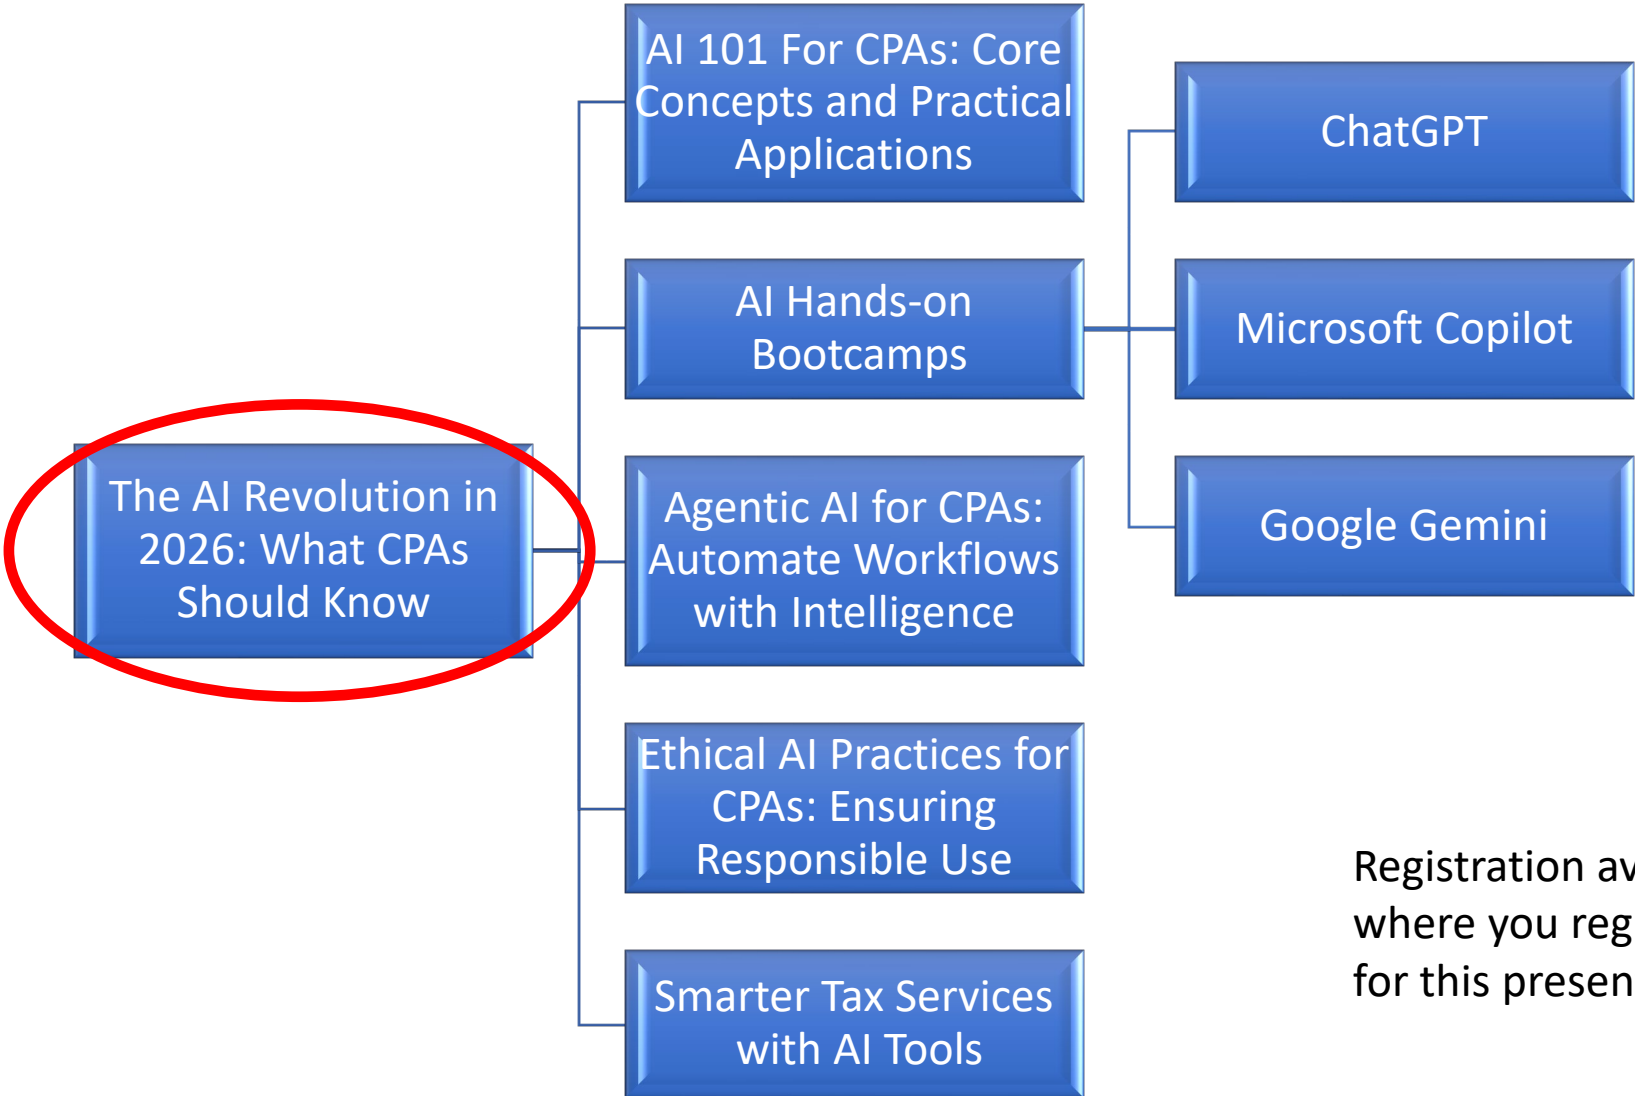 AI 101 For CPAs: Core
Concepts and Practical
Applications
ChatGPT
AI Hands-on
Bootcamps
Microsoft Copilot
The AI Revolution in
2026: What CPAs
Should Know
Agentic AI for CPAs:
Automate Workflows
with Intelligence
Google Gemini
Ethical AI Practices for
CPAs: Ensuring
Responsible Use
Registration
where you
for this
Smarter Tax Services
with AI Tools